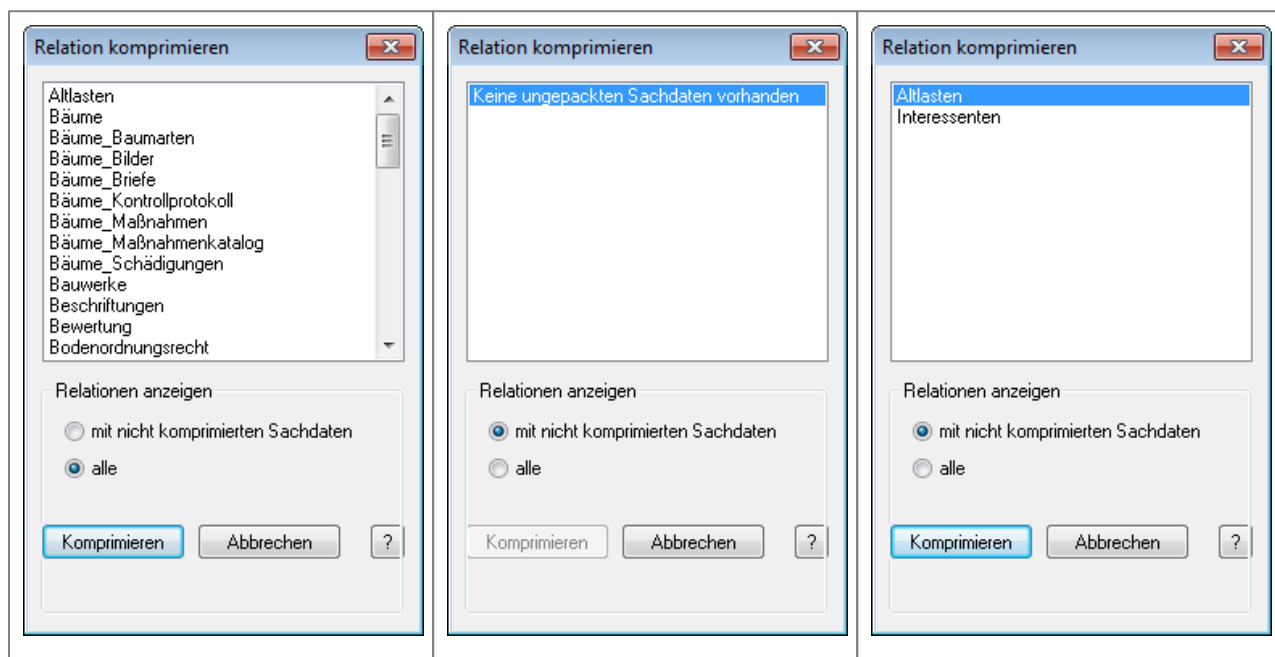 Relation komprimieren
Altlasten
Bäume
Bäume_Baumarten
Bäume_Bilder
Bäume_Briefe
Bäume_Kontrollprotokoll
Bäume_Maßnahmen
Bäume_Maßnahmenkatalog
Bäume_Schädigungen
Bauwerke
Beschriftungen
Bewertung
Bodenordnungsrecht
Relationen anzeigen
mit nicht komprimierten Sachdaten
alle
Komprimieren Abbrechen ?
Relation komprimieren
Keine ungepackten Sachdaten vorhanden
Relationen anzeigen
mit nicht komprimierten Sachdaten
alle
Komprimieren Abbrechen ?
Relation komprimieren
Altlasten
Interessenten
Relationen anzeigen
mit nicht komprimierten Sachdaten
alle
Komprimieren Abbrechen ?